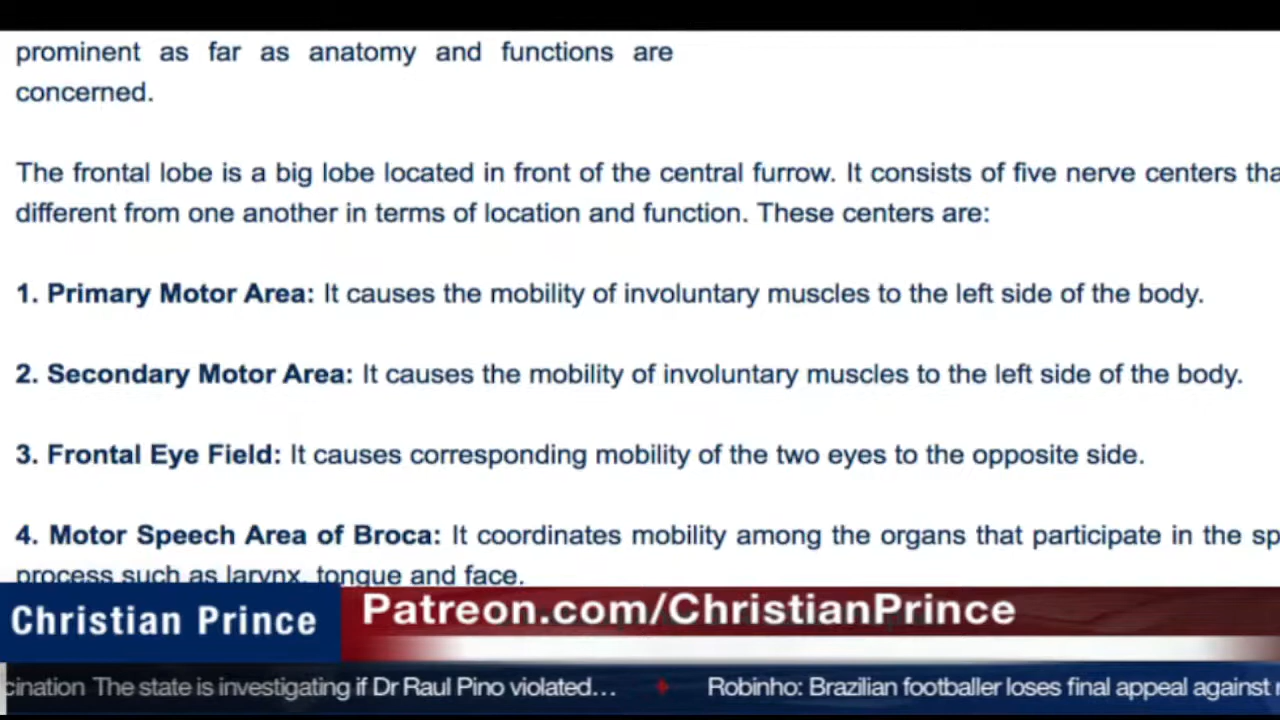 prominent as far as anatomy and functions are
concerned.
The frontal lobe is a big lobe located in front of the central furrow. It consists of five nerve centers
different from one another in terms of location and function. These centers are:
1. Primary Motor Area: It causes the mobility of involuntary muscles to the left side of the body.
2. Secondary Motor Area: It causes the mobility of involuntary muscles to the left side of the body.
3. Frontal Eye Field: It causes corresponding mobility of the two eyes to the opposite side.
4. Motor Speech Area of Broca: It coordinates mobility among the organs that participate in the
process such as larynx, tongue and face.
Christian Prince
Patreon.com/ChristianPrince
The state is investigating if Dr Raul Pino violated...
Robinho: Brazilian footballer loses final appeal against